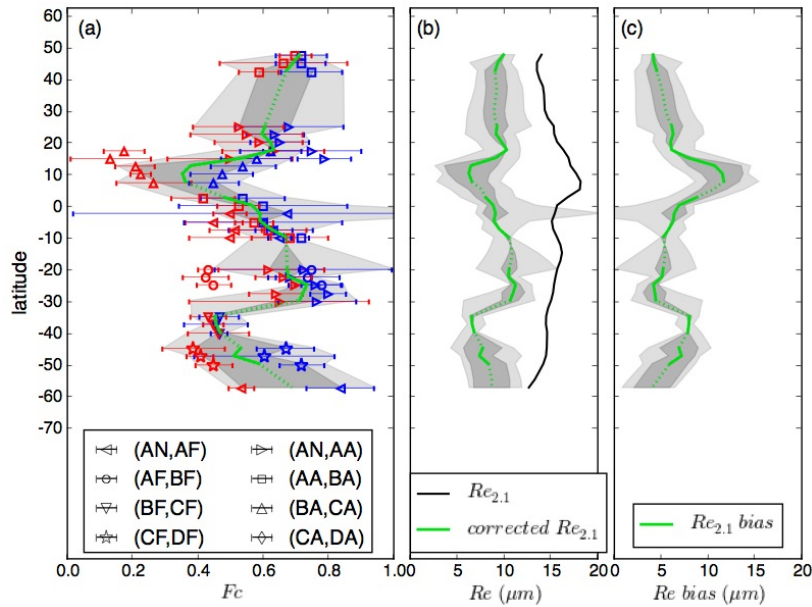 (a)
(b)
(c)
60
50
40
30
20
10
0
-10
-20
-30
-40
-50
-60
-70
latitude
(AN,AF)
(AF,BF)
(BF,CF)
(CF,DF)
(AN,AA)
(AA,BA)
(BA,CA)
(CA,DA)
0.0 0.2 0.4 0.6 0.8 1.0
Fc
Re2.1
corrected Re2.1
5 10 15 20
Re (μm)
Re2.1 bias
5 10 15 20
Re bias (μm)